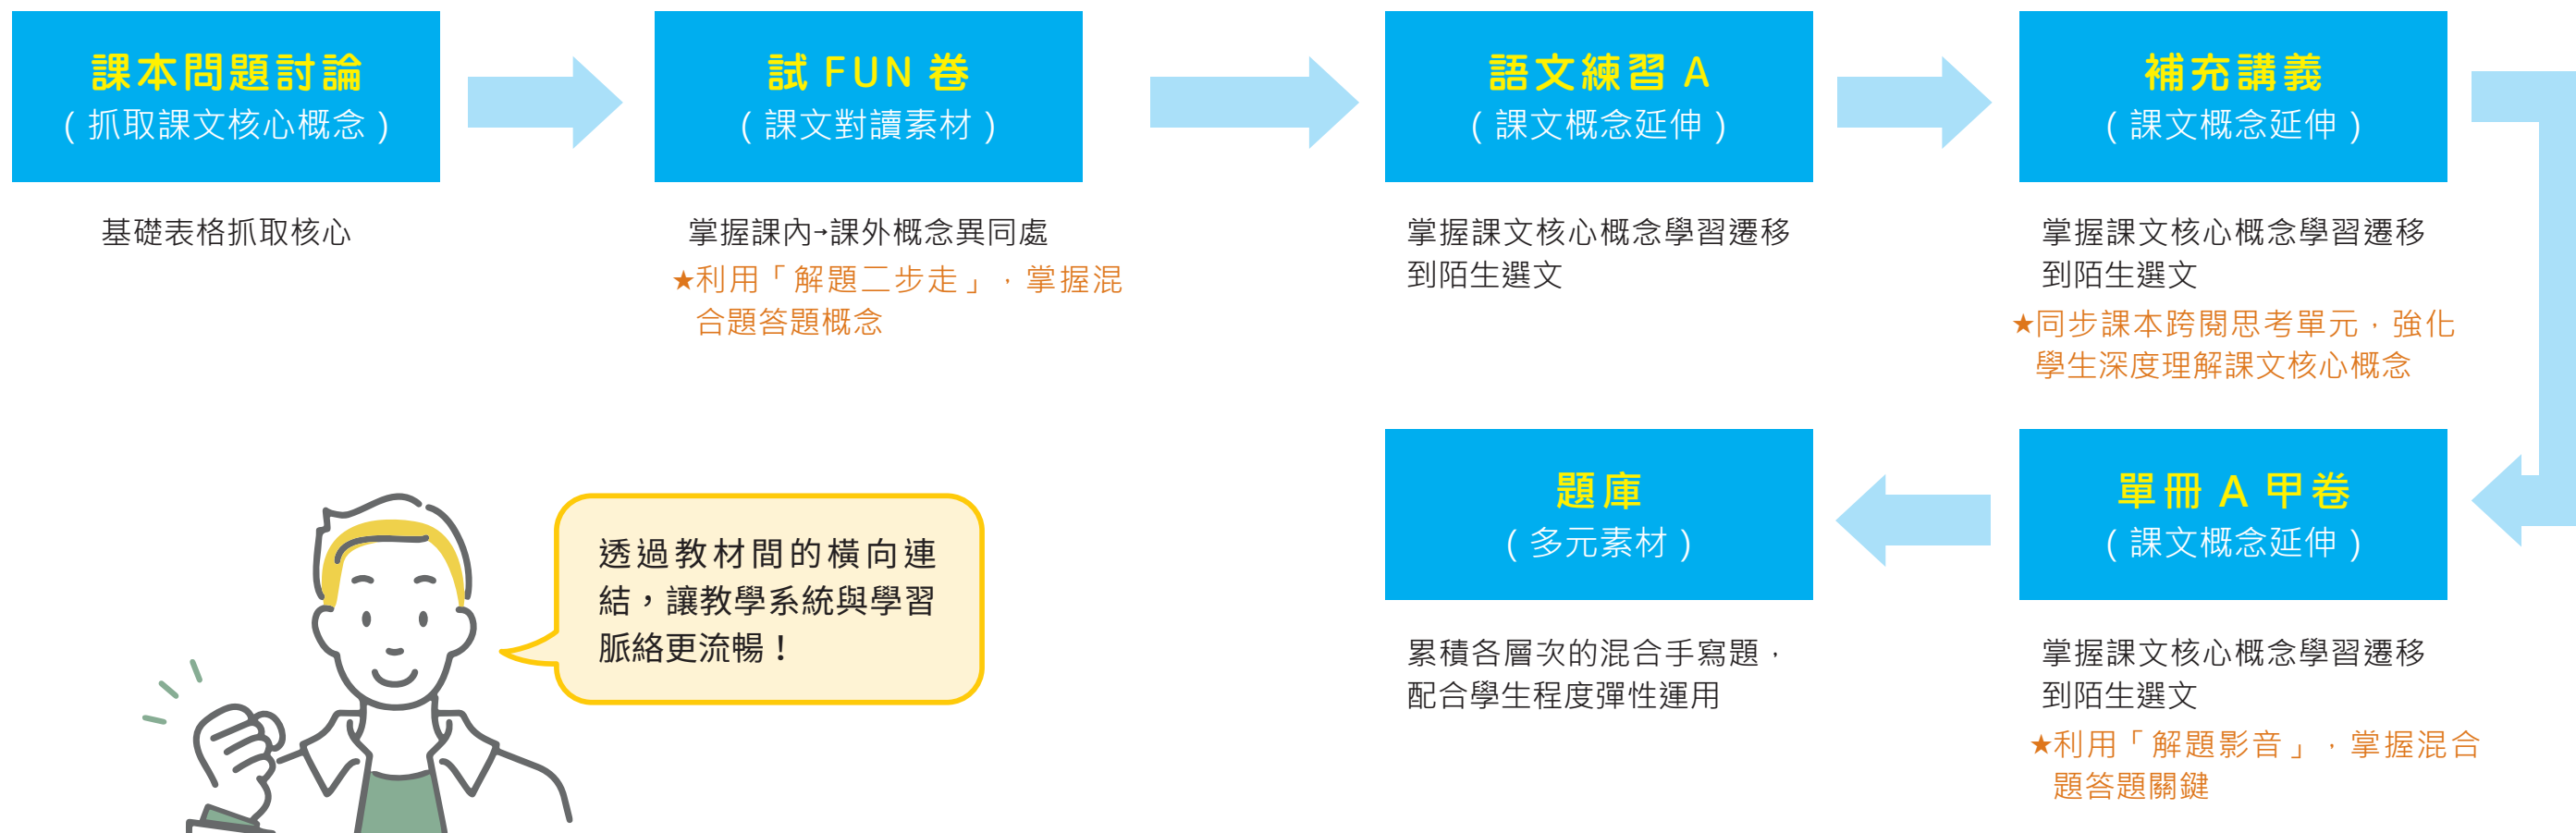 課本問題討論
(抓取課文核心概念)
基礎表格抓取核心
試 FUN 卷
(課文對讀素材)
掌握課內→課外概念異同處
★利用「解題二步走」,掌握混
合題答題概念
語文練習 A
(課文概念延伸)
掌握課文核心概念學習遷移
到陌生選文
補充講義
(課文概念延伸)
掌握課文核心概念學習遷移
到陌生選文
★同步課本跨閱思考單元,強化
學生深度理解課文核心概念
單冊 A 甲卷
(課文概念延伸)
掌握課文核心概念學習遷移
到陌生選文
★利用「解題影音」,掌握混合
題答題關鍵
題庫
(多元素材)
累積各層次的混合手寫題,
配合學生程度彈性運用
透過教材間的橫向連
結,讓教學系統與學習
脈絡更流暢!